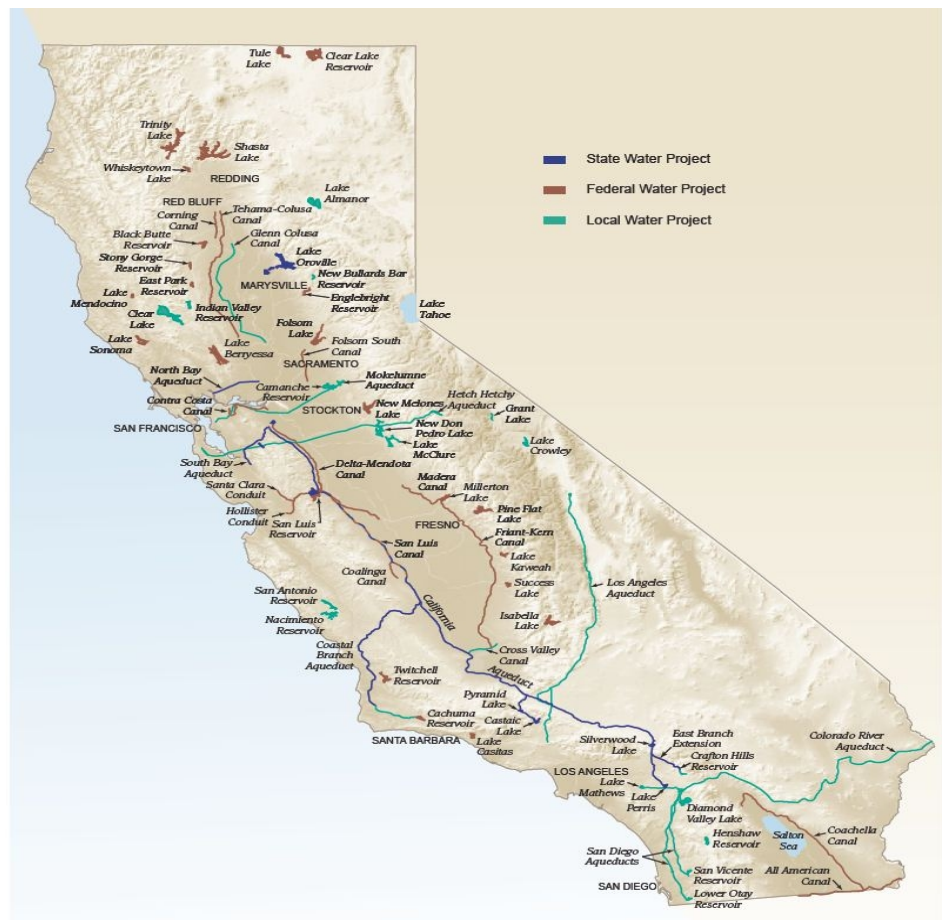 Tule
Lake
Clear Lake
Reservoir
Trinity
Lake
Shasta
Lake
Whiskeytown
Lake
REDDING
State Water Project
Federal Water Project
Local Water Project
Lake
Almanor
RED BLUFF
Corning
Canal
Tehama-Colusa
Canal
Black Butte
Reservoir
Glenn Colusa
Canal
Stony Gorge
Reservoir
Lake
Oroville
East Park
Reservoir
MARYSVILLE
New Bullards Bar
Reservoir
Lake
Mendocino
Englebright
Reservoir
Clear
Lake
Indian Valley
Reservoir
Lake
Tahoe
Lake
Sonoma
Lake
Berryessa
Folsom
Lake
Folsom South
Canal
SACRAMENTO
North Bay
Aqueduct
Camanche
Reservoir
Mokelumne
Aqueduct
Contra Costa
Canal
STOCKTON
New Melones
Lake
Hetch Hetchy
Aqueduct
Grant
Lake
SAN FRANCISCO
New Don
Pedro Lake
Lake
McClure
Lake
Crowley
South Bay
Aqueduct
Delta-Mendota
Canal
Santa Clara
Conduit
Madera
Canal
Millerton
Lake
Hollister
Conduit
San Luis
Reservoir
FRESNO
Pine Flat
Lake
Friant-Kern
Canal
San Luis
Canal
Lake
Kaweah
Coalinga
Canal
Success
Lake
Los Angeles
Aqueduct
San Antonio
Reservoir
Nacimiento
Reservoir
California
Isabella
Lake
Coastal
Branch
Aqueduct
Cross Valley
Canal
Aqueduct
Twitchell
Reservoir
Pyramid
Lake
Cachuma
Reservoir
Castaic
Lake
SANTA BARBARA
Lake
Casitas
Silverwood
Lake
East Branch
Extension
Crafton Hills
Reservoir
Colorado River
Aqueduct
LOS ANGELES
Lake
Mathews
Lake
Perris
Diamond
Valley Lake
Henshaw
Reservoir
Salton
Sea
Coachella
Canal
San Diego
Aqueducts
San Vicente
Reservoir
All American
Canal
SAN DIEGO
Lower Otay
Reservoir